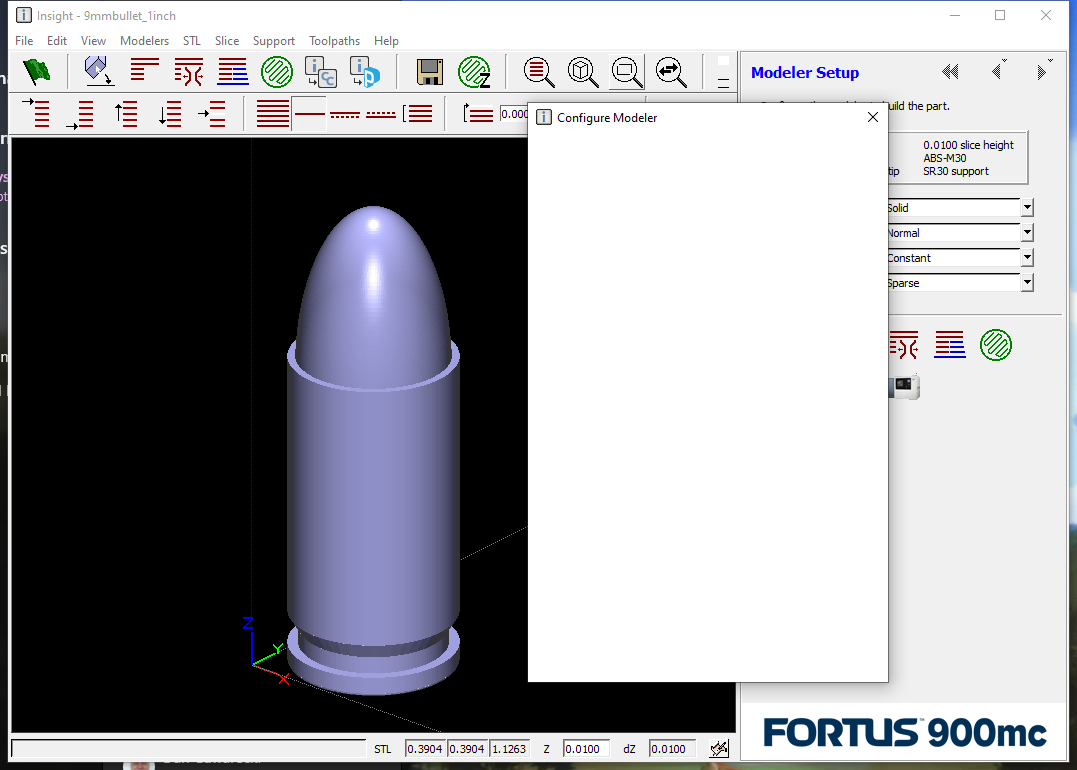 Insight - 9mmbullet_1inch
File Edit View Modelers STL Slice Support Toolpaths Help
Modeler Setup
0.000
Configure Modeler
uild the part.
0.0100 slice height
ABS-M30
tip SR30 support
Solid
Normal
Constant
Sparse
Z
Y
X
STL 0.3904 0.3904 1.1263 Z 0.0100 dZ 0.0100
FORTUS 900mc